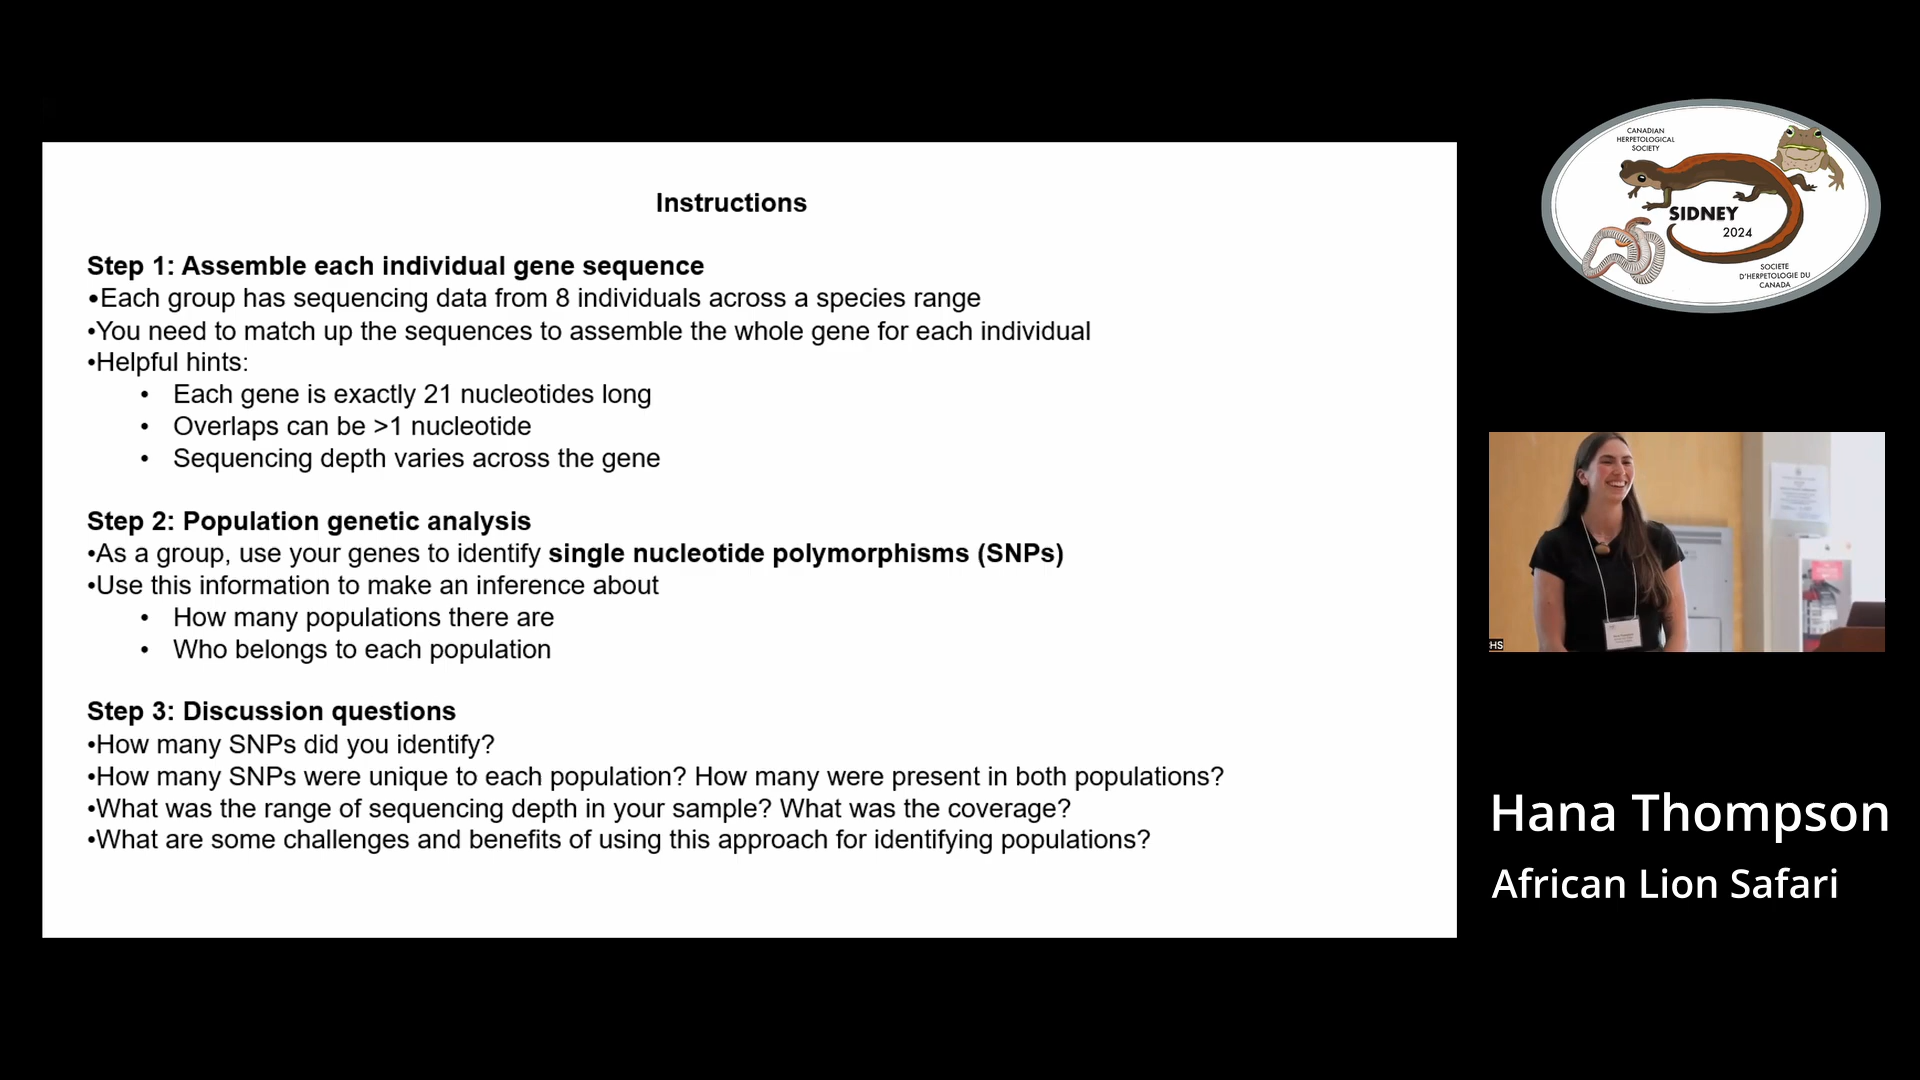 Instructions
Step 1: Assemble each individual gene sequence
•Each group has sequencing data from 8 individuals across a species range
•You need to match up the sequences to assemble the whole gene for each individual
•Helpful hints:
• Each gene is exactly 21 nucleotides long
• Overlaps can be >1 nucleotide
• Sequencing depth varies across the gene
Step 2: Population genetic analysis
•As a group, use your genes to identify single nucleotide polymorphisms (SNPs)
•Use this information to make an inference about
• How many populations there are
• Who belongs to each population
Step 3: Discussion questions
•How many SNPs did you identify?
•How many SNPs were unique to each population? How many were present in both populations?
•What was the range of sequencing depth in your sample? What was the coverage?
•What are some challenges and benefits of using this approach for identifying populations?
CANADIAN
HERPETOLOGICAL
SOCIETY
SIDNEY
2024
SOCIETE
D'HERPETOLOGIE DU
CANADA
HS
Hana Thompson
African Lion Safari